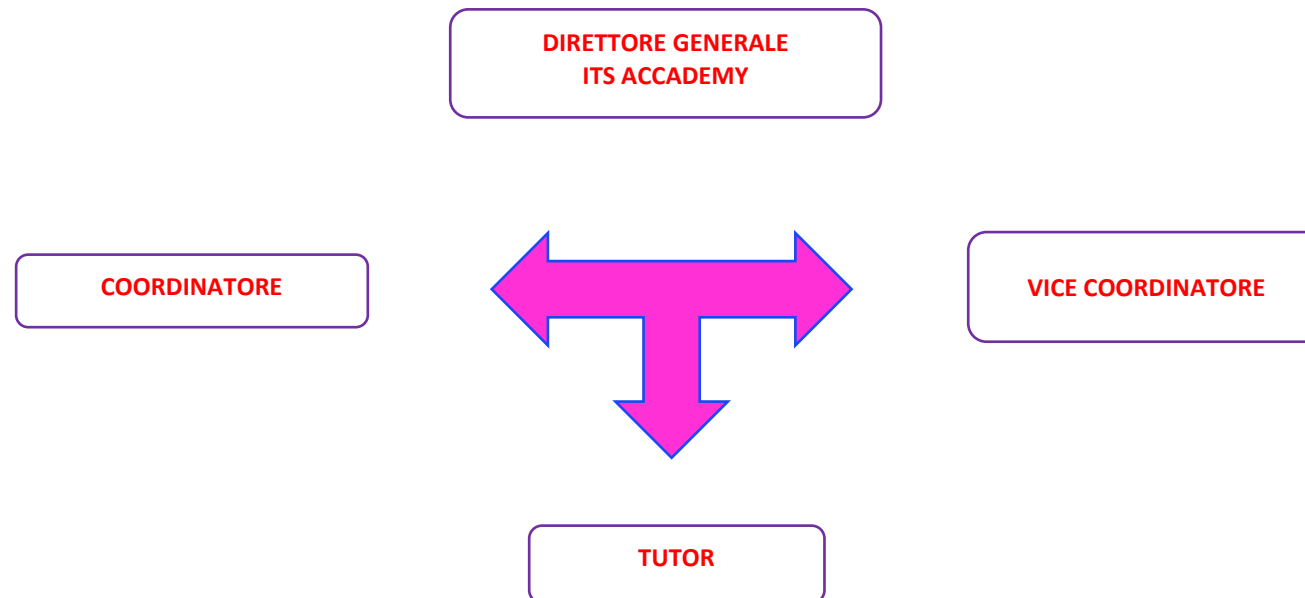 DIRETTORE GENERALE
ITS ACCADEMY
COORDINATORE
VICE COORDINATORE
TUTOR